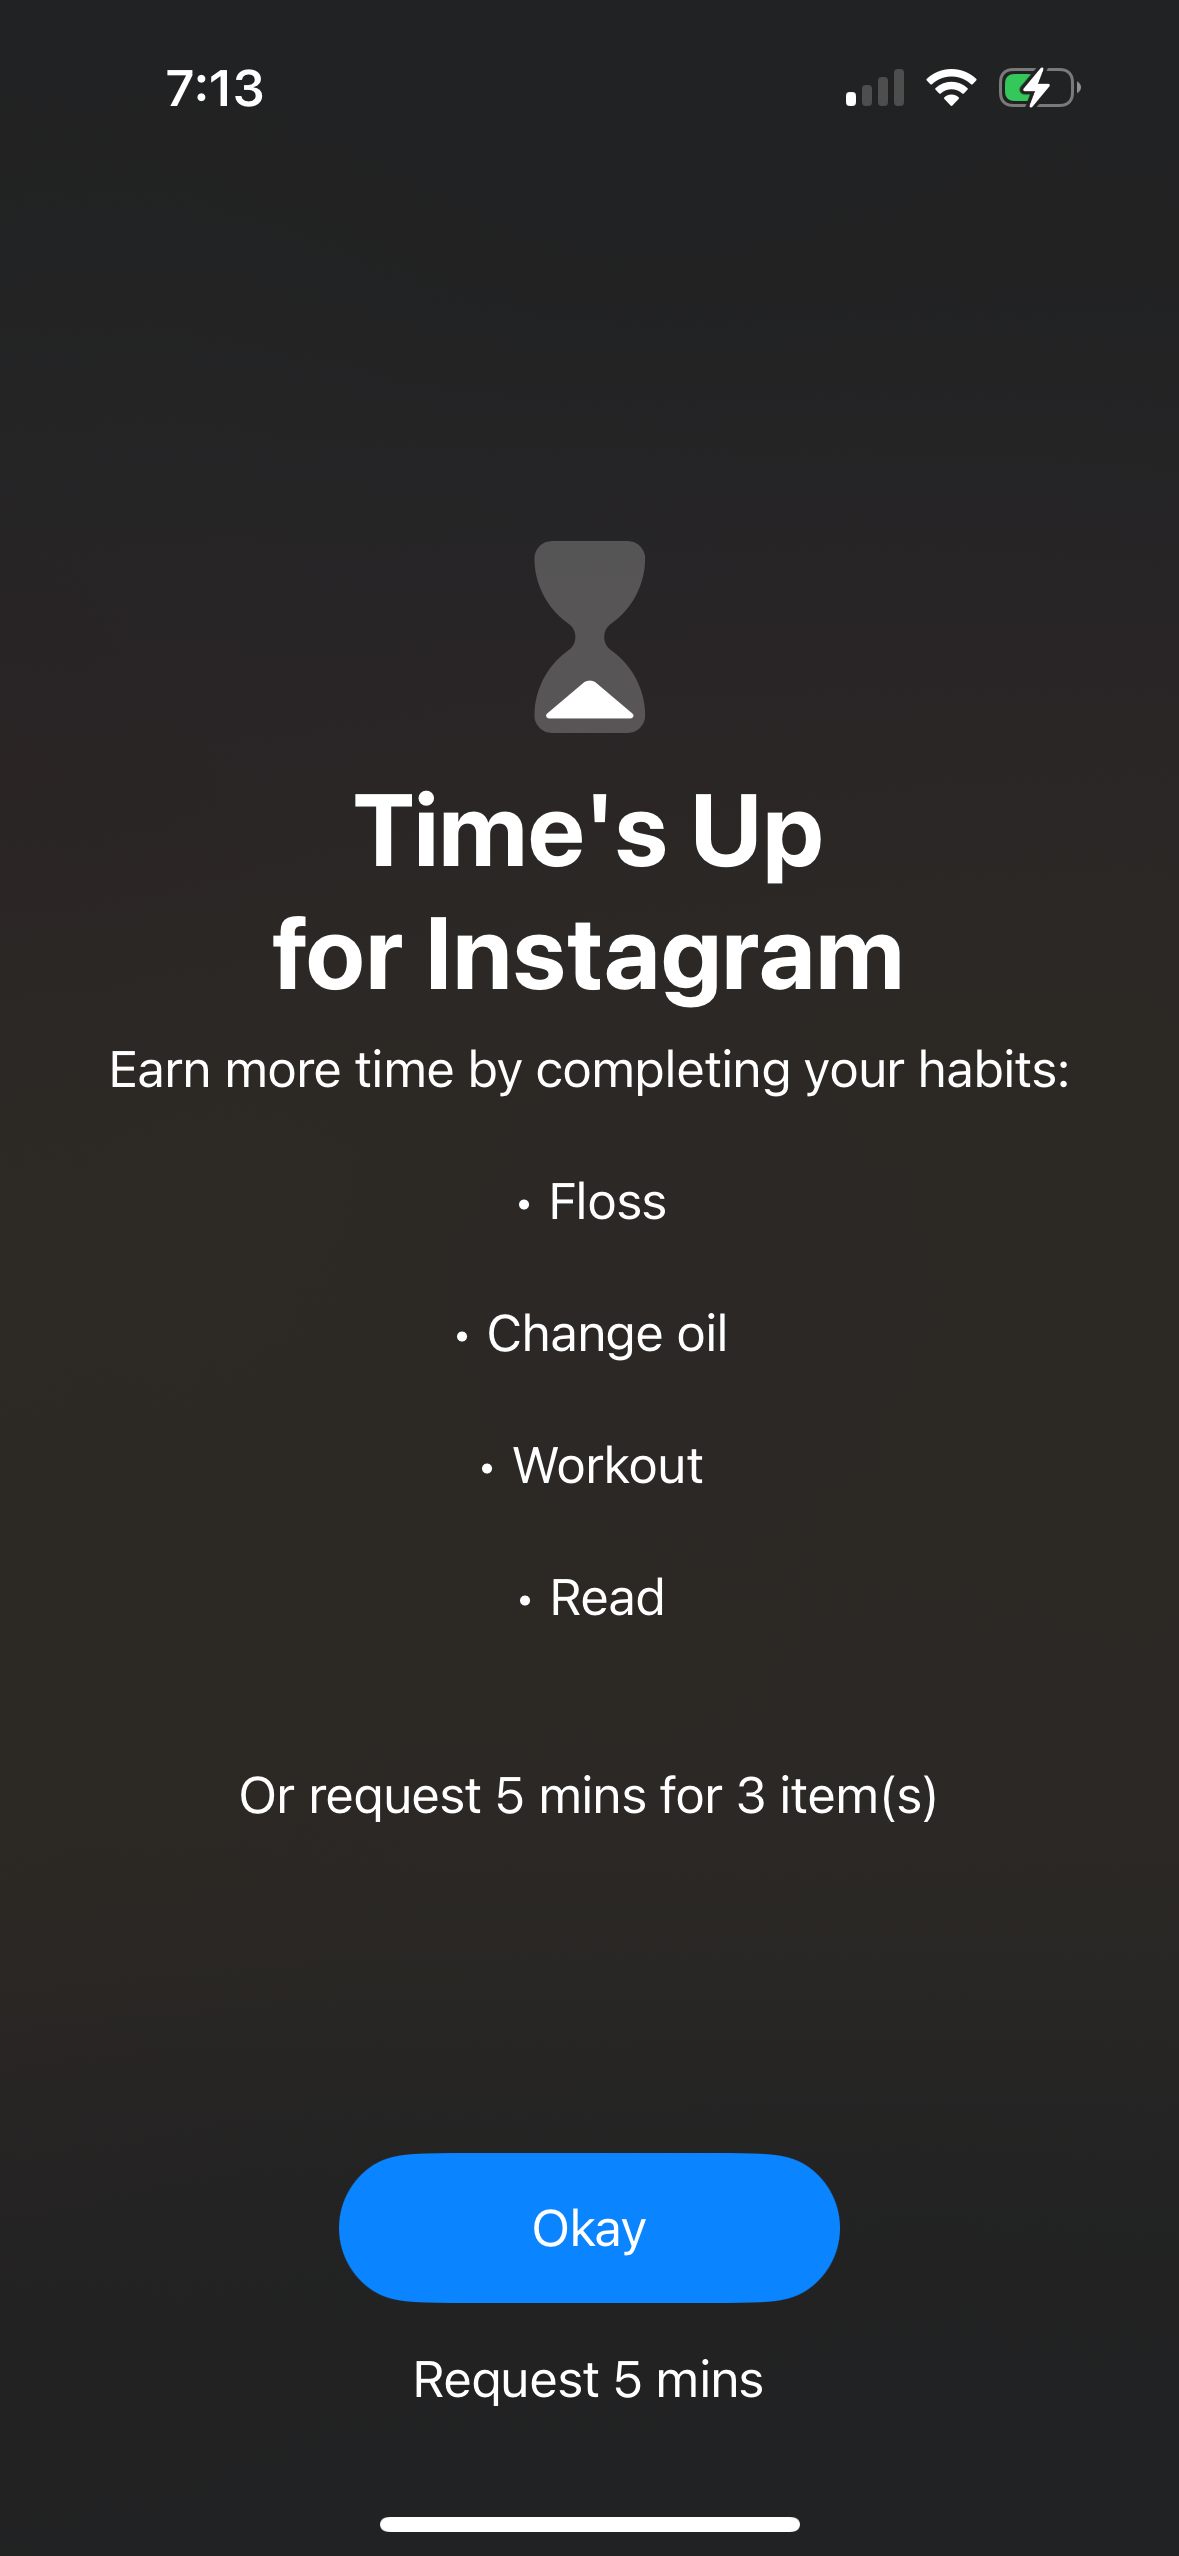 7:13
Time's Up
for Instagram
Earn more time by completing your habits:
• Floss
• Change oil
• Workout
• Read
Or request 5 mins for 3 item(s)
Okay
Request 5 mins